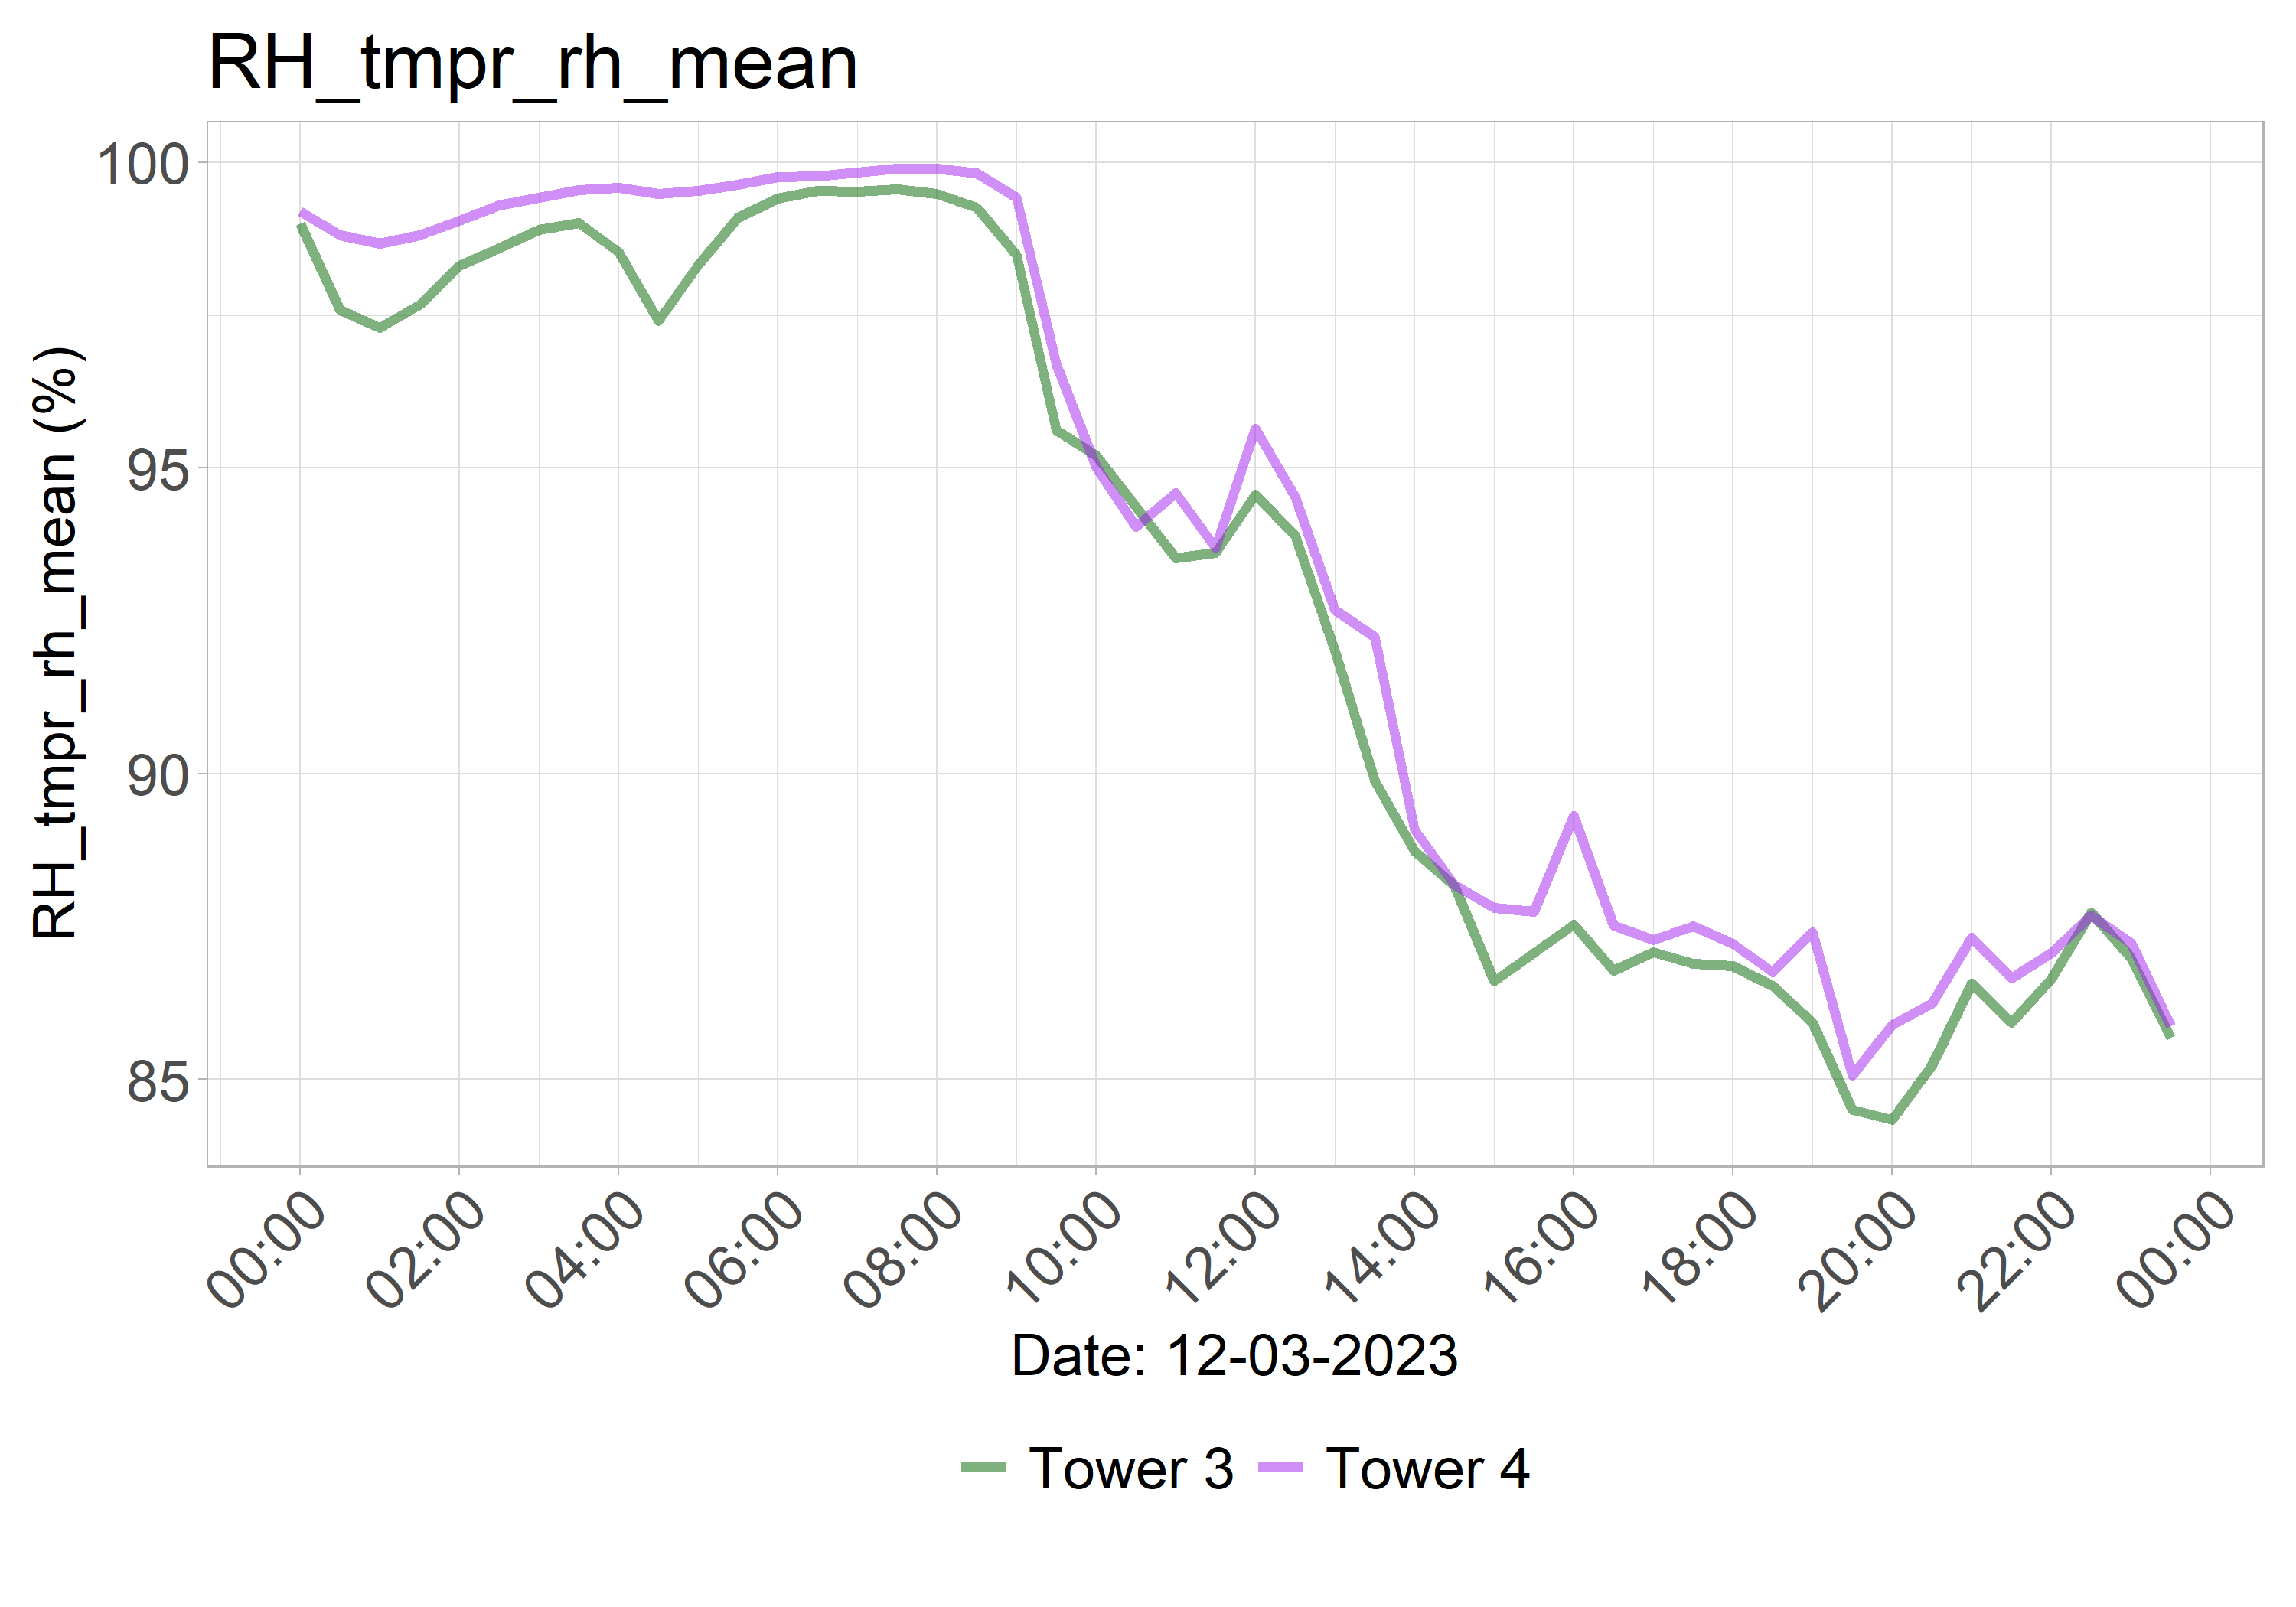 RH_tmpr_rh_mean
RH_tmpr_rh_mean (%)
100
95
90
85
00:00 02:00 04:00 06:00 08:00 10:00 12:00 14:00 16:00 18:00 20:00 22:00 00:00
Date: 12-03-2023
Tower 3 Tower 4